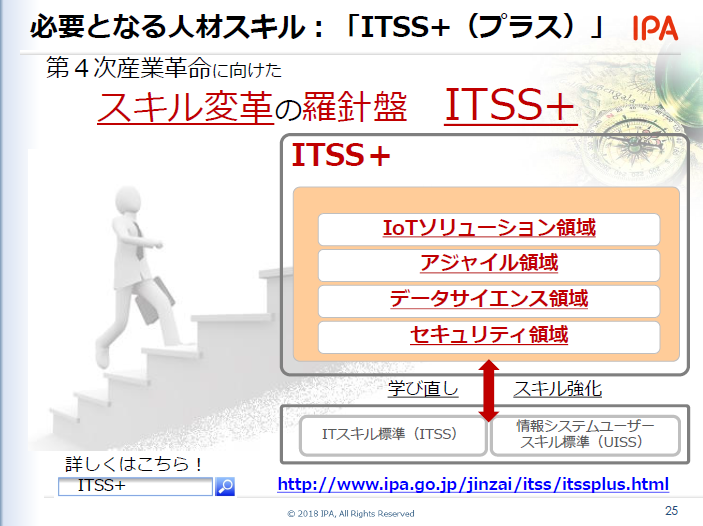 必要となる人材スキル：「ITSS+（プラス）」
IPA
第４次産業革命に向けた
スキル変革の羅針盤　ITSS+
ITSS＋
IoTソリューション領域
アジャイル領域
データサイエンス領域
セキュリティ領域
学び直し
スキル強化
ITスキル標準（ITSS）
情報システムユーザー
スキル標準（UISS）
詳しくはこちら！
ITSS+
http://www.ipa.go.jp/jinzai/itss/itssplus.html
© 2018 IPA, All Rights Reserved
25